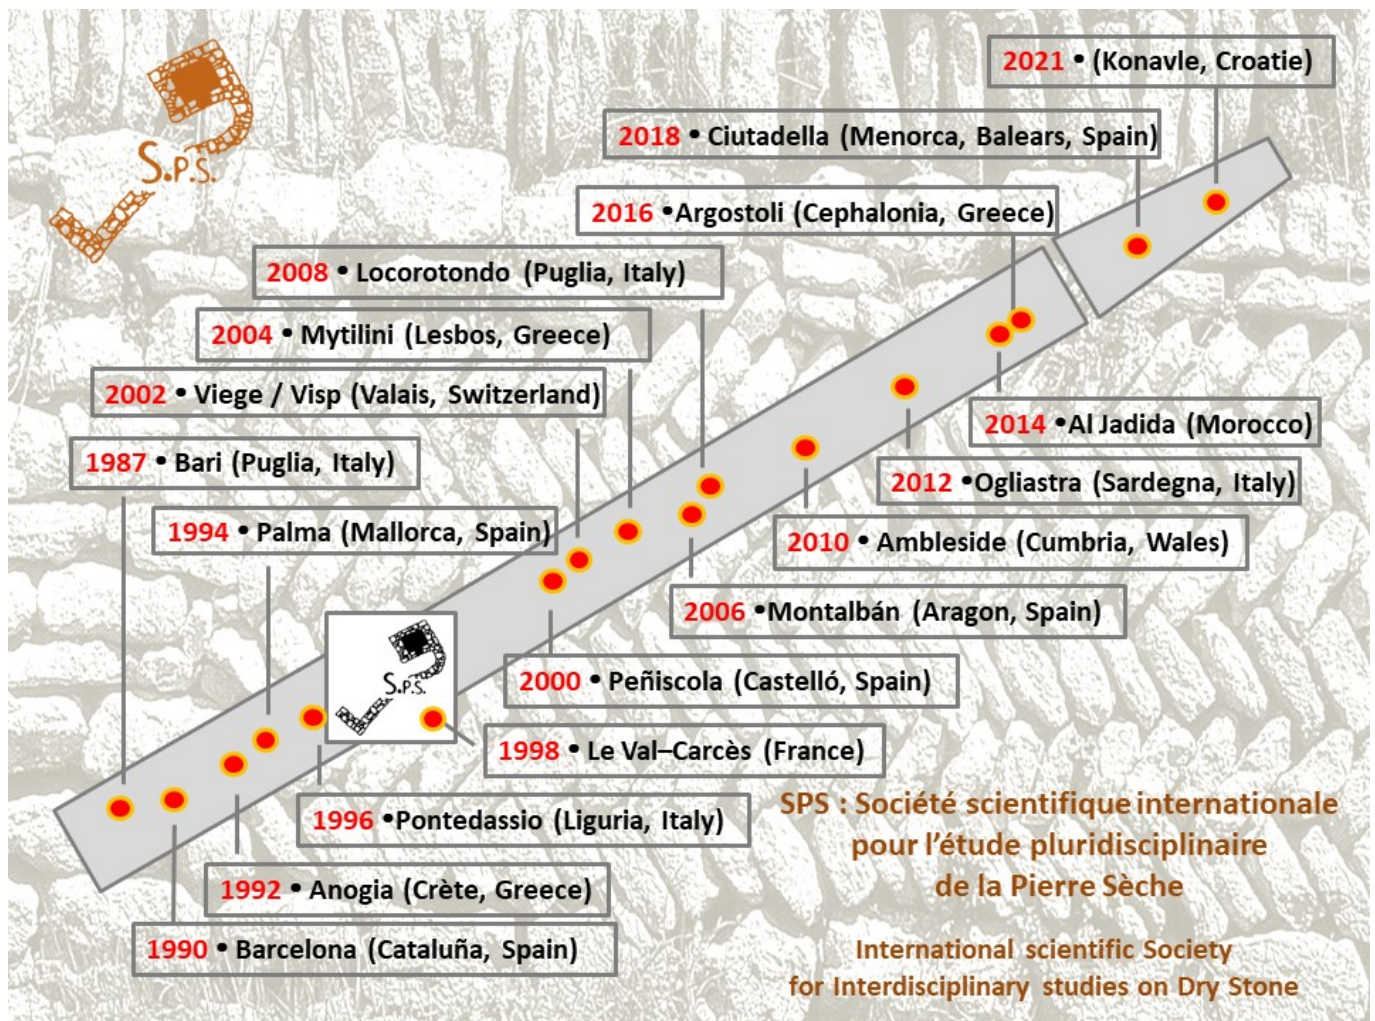 S.P.S.
2021 • (Konavle, Croatie)
2018 • Ciutadella (Menorca, Balears, Spain)
2016 •Argostoli (Cephalonia, Greece)
2008 • Locorotondo (Puglia, Italy)
2004 • Mytilini (Lesbos, Greece)
2002 • Viege / Visp (Valais, Switzerland)
1987 • Bari (Puglia, Italy)
1994 • Palma (Mallorca, Spain)
2014 •Al Jadida (Morocco)
2012 •Ogliastra (Sardegna, Italy)
2010 • Ambleside (Cumbria, Wales)
2006 •Montalbán (Aragon, Spain)
S.P.S.
2000 • Peñiscola (Castelló, Spain)
1998 • Le Val–Carcès (France)
1996 •Pontedassio (Liguria, Italy)
1992 • Anogia (Crète, Greece)
1990 • Barcelona (Cataluña, Spain)
SPS : Société scientifique internationale
pour l'étude pluridisciplinaire
de la Pierre Sèche
International scientific Society
for Interdisciplinary studies on Dry Stone